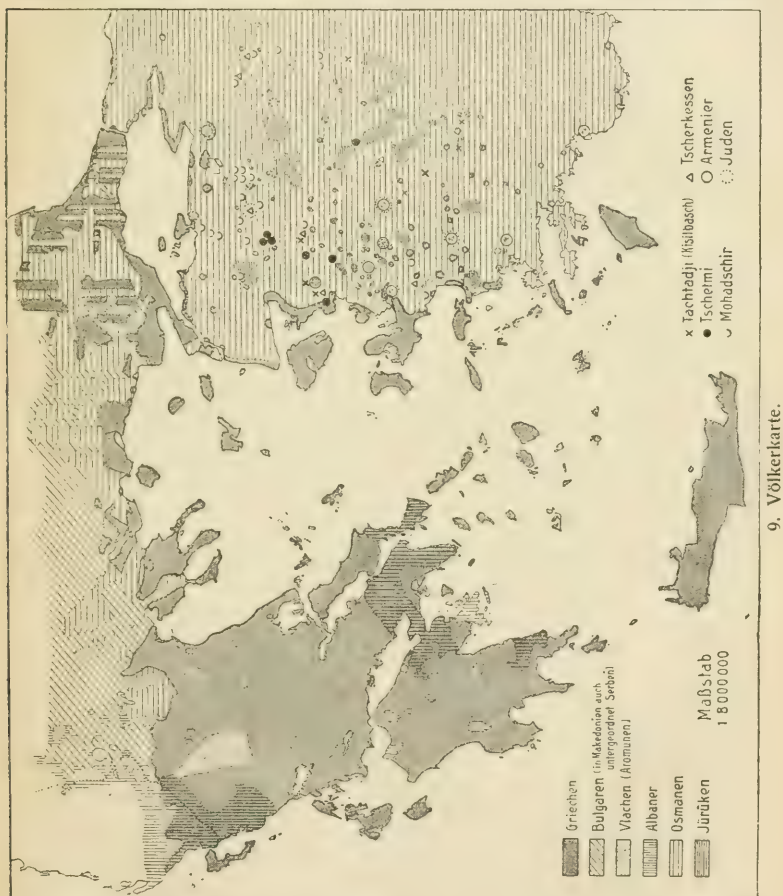 Griechen
Bulgaren (in Makedonien auch
untergeordnet Serben)
Vlachen (Aromunen)
Albaner
Osmanen
Jürüken
Maßstab
1 8000000
× Tachtadji (Kisilbasch)
● Tschetmi
Mohadschir
△ Tscherkessen
○ Armenier
Juden
9. Völkerkarte.